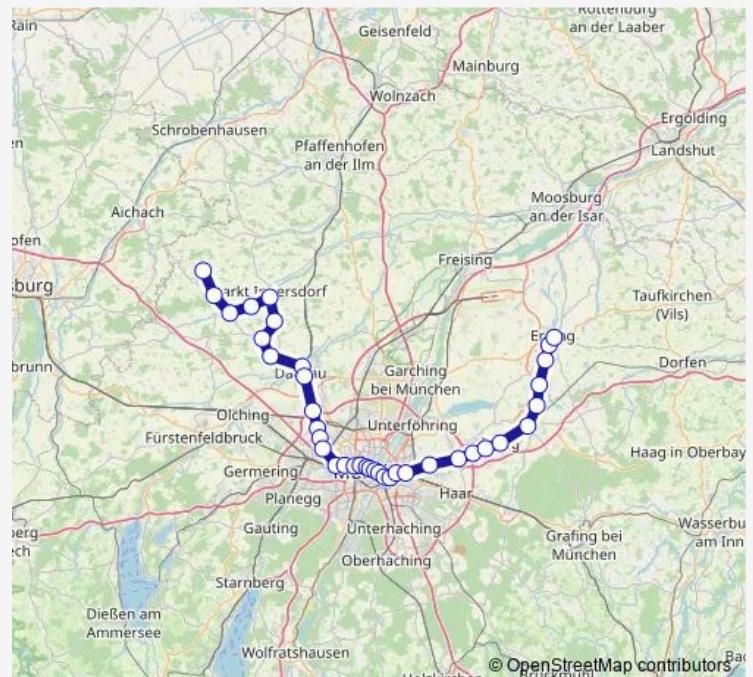 Rain
Geisenfeld
Rottenburg
an der Laaber
Mainburg
Wolnzach
Schrobenhausen
Ergolding
Pfaffenhofen
an der Ilm
Landshut
Moosburg
an der Isar
Aichach
Freising
Taufkirchen
(Vils)
Dorfen
Garching
bei München
Olching
Unterföhring
Fürstenfeldbruck
Germering
Haag in Oberbay
Planegg
Haar
Gauting
Unterhaching
Grafing bei
München
Wasserbu
am Inn
Oberhaching
Starnberg
Dießen am
Ammersee
Wolfratshausen
© OpenStreetMap contributors